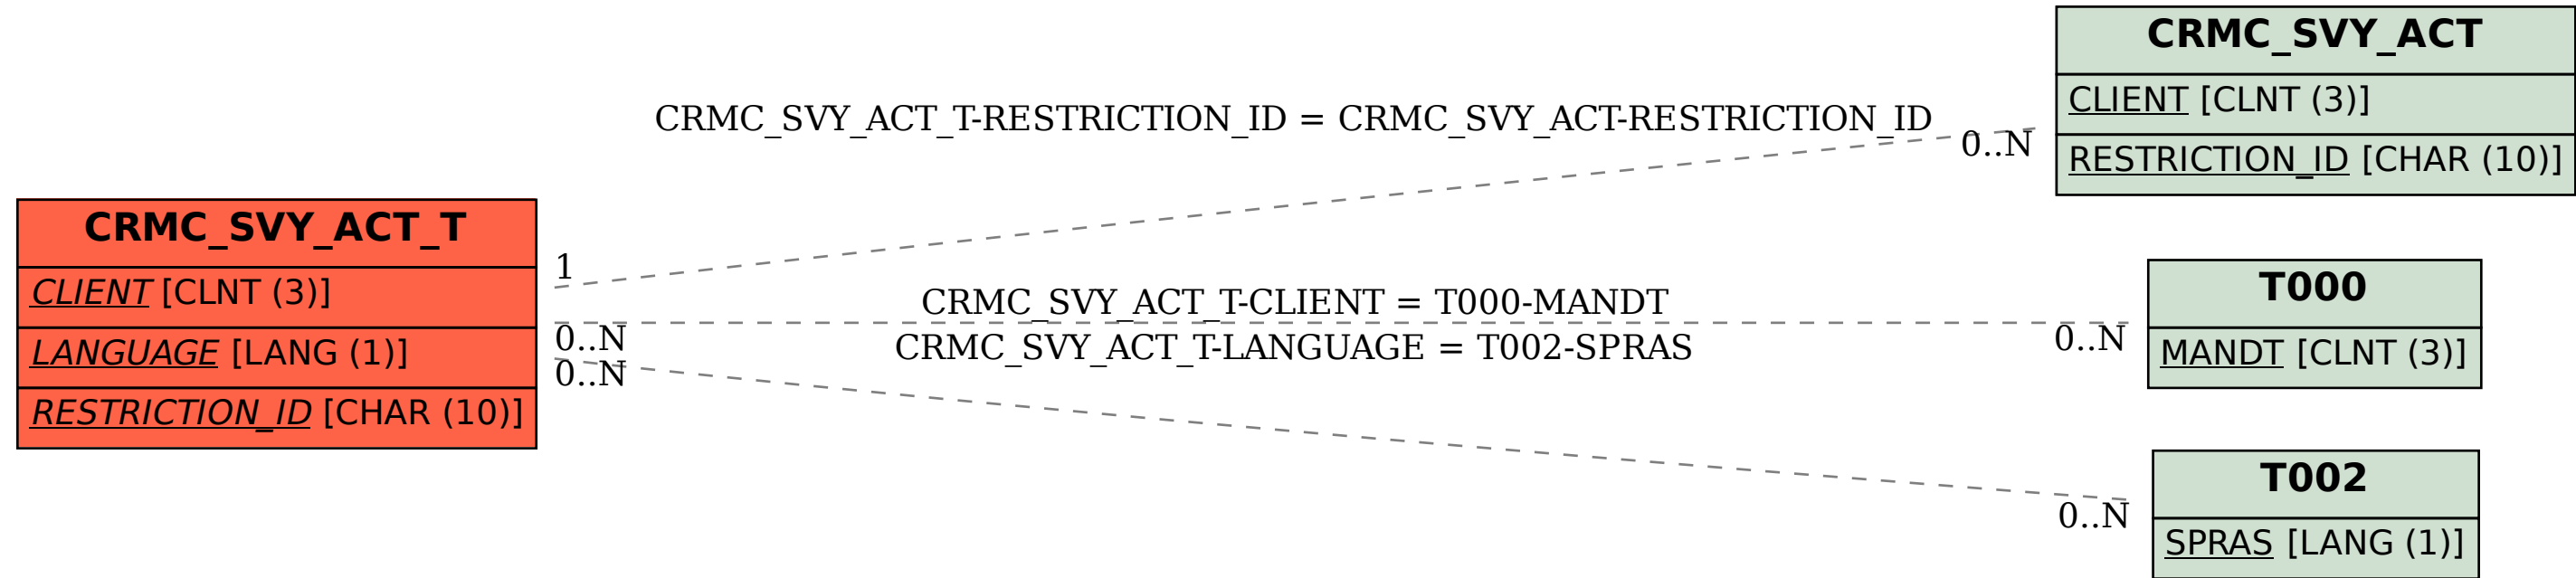 CRMC_SVY_ACT
CLIENT [CLNT (3)]
RESTRICTION_ID [CHAR (10)]
CRMC_SVY_ACT_T-RESTRICTION_ID = CRMC_SVY_ACT-RESTRICTION_ID
0..N
1
CRMC_SVY_ACT_T
CLIENT [CLNT (3)]
LANGUAGE [LANG (1)]
RESTRICTION_ID [CHAR (10)]
CRMC_SVY_ACT_T-CLIENT = T000-MANDT
0..N
0..N
CRMC_SVY_ACT_T-LANGUAGE = T002-SPRAS
0..N
0..N
T000
MANDT [CLNT (3)]
T002
SPRAS [LANG (1)]